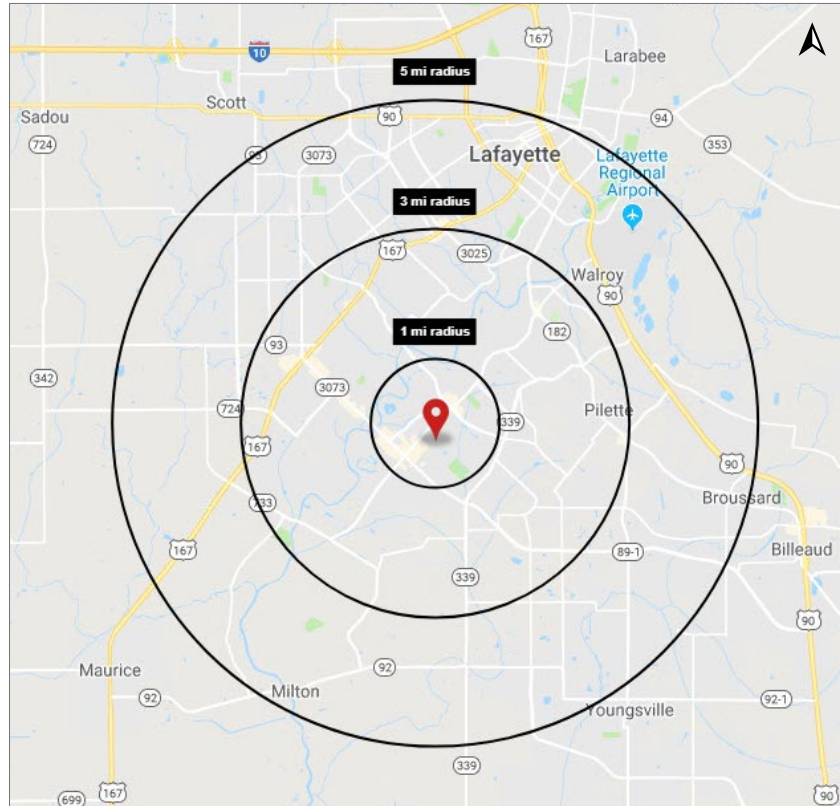 167
Larabee
10
5 mi radius
Scott
Sadou
90
94
724
93
3073
353
Lafayette
Lafayette
Regional
Airport
3 mi radius
167
3025
Walroy
90
1 mi radius
182
93
342
3073
724
339
Pilette
167
90
733
Broussard
167
89-1
Billeaud
339
90
Maurice
92
92
Milton
92-1
Youngsville
339
167
699
90